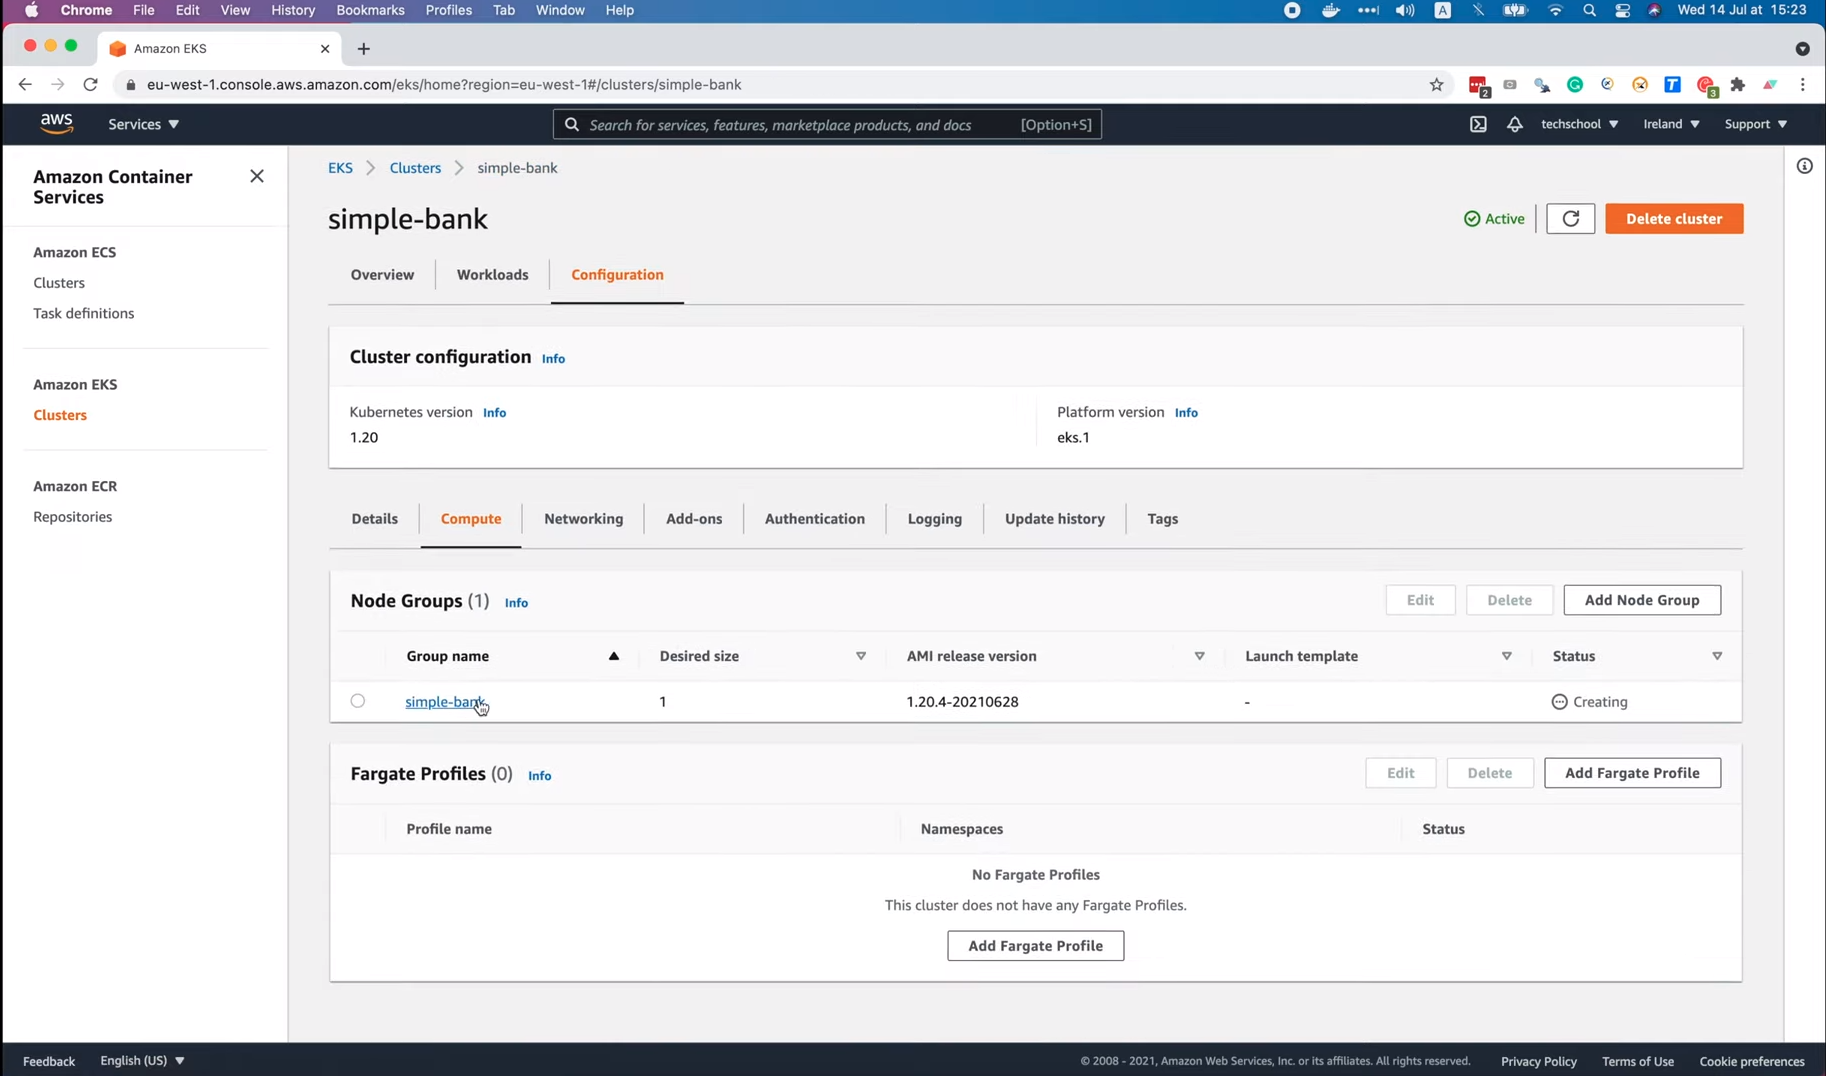 Chrome File Edit View History Bookmarks Profiles Tab Window Help A Wed 14 Jul at 15:23
Amazon EKS
eu-west-1.console.aws.amazon.com/eks/home?region=eu-west-1#/clusters/simple-bank 2 T 3
aws Services Search for services, features, marketplace products, and docs [Option+S] techschool Ireland Support
Amazon Container
Services
Amazon ECS
Clusters
Task definitions
Amazon EKS
Clusters
Amazon ECR
Repositories
EKS Clusters simple-bank
simple-bank Active Delete cluster
Overview Workloads Configuration
Cluster configuration Info
Kubernetes version Info Platform version Info
1.20 eks.1
Details Compute Networking Add-ons Authentication Logging Update history Tags
Node Groups (1) Info Edit Delete Add Node Group
Group name Desired size AMI release version Launch template Status
simple-bank 1 1.20.4-20210628 - Creating
Fargate Profiles (0) Info Edit Delete Add Fargate Profile
Profile name Namespaces Status
No Fargate Profiles
This cluster does not have any Fargate Profiles.
Add Fargate Profile
Feedback English (US) © 2008 - 2021, Amazon Web Services, Inc. or its affiliates. All rights reserved. Privacy Policy Terms of Use Cookie preferences